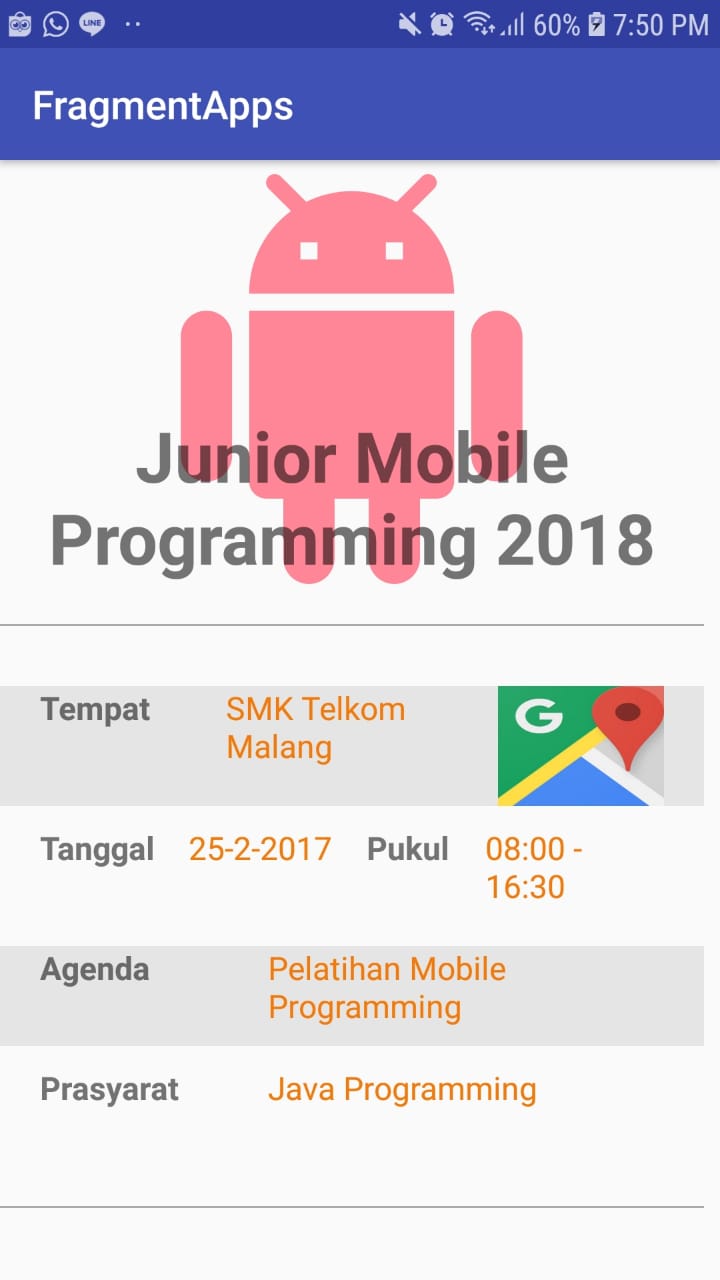 LINE
60% 7:50 PM
FragmentApps
Junior Mobile
Programming 2018
Tempat SMK Telkom
Malang
G
Tanggal 25-2-2017 Pukul 08:00 -
16:30
Agenda Pelatihan Mobile
Programming
Prasyarat Java Programming